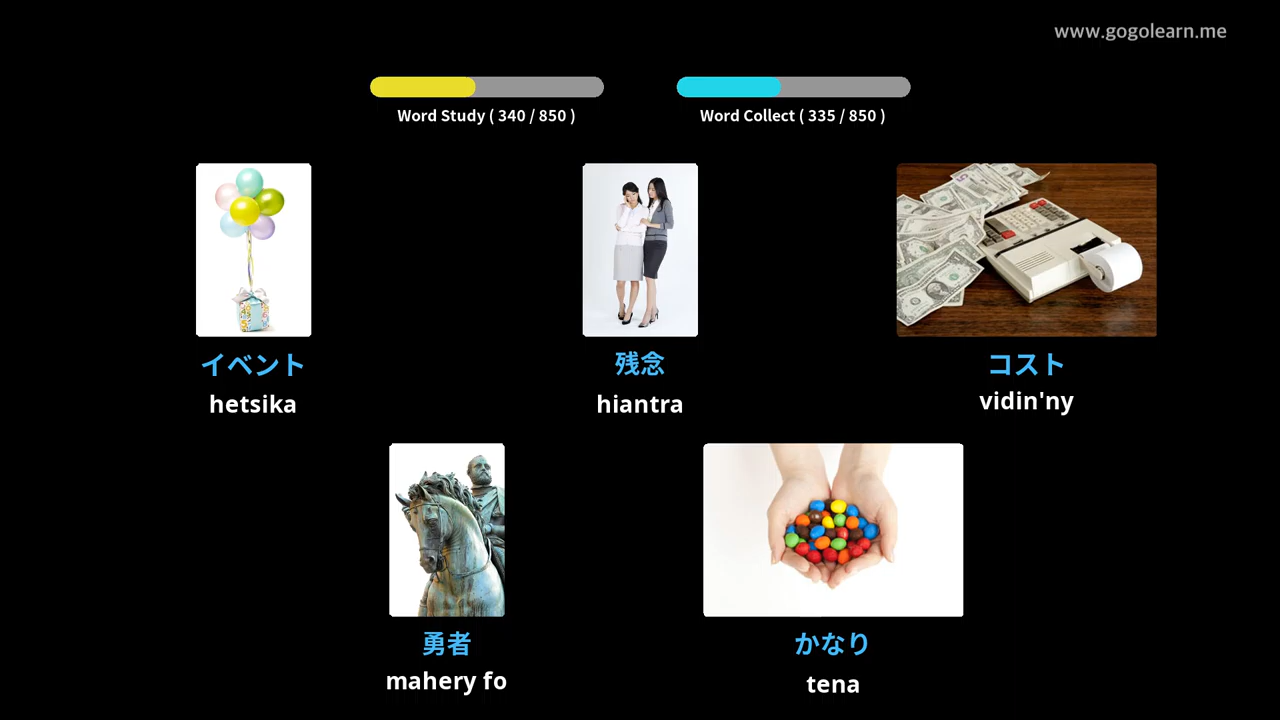 www.gogolearn.me
Word Study ( 340 / 850 )
Word Collect ( 335 / 850 )
イベント
hetsika
残念
hiantra
コスト
vidin'ny
勇者
mahery fo
かなり
tena